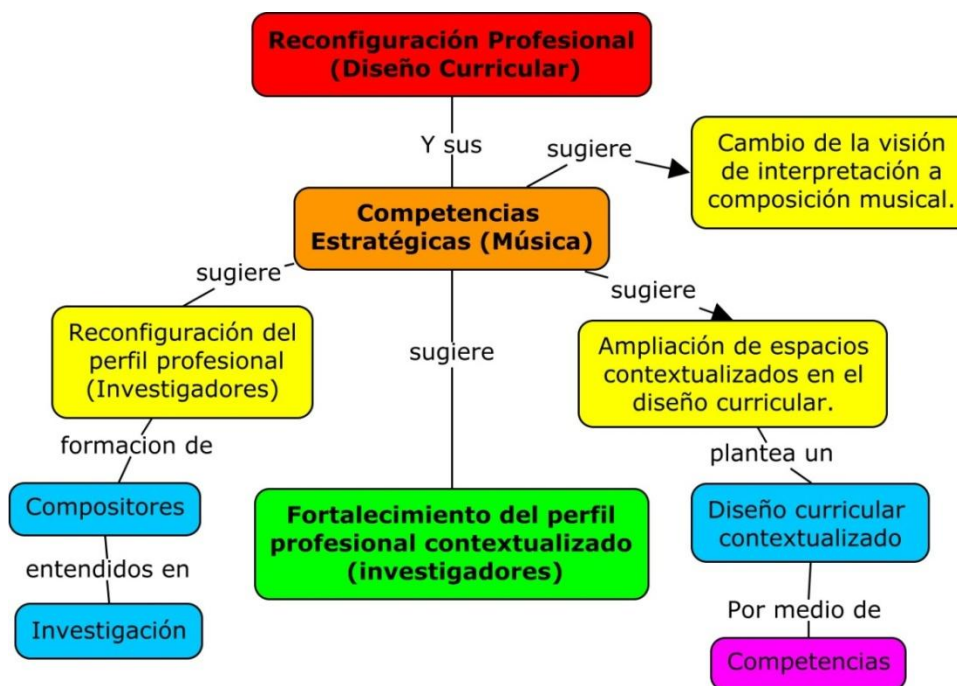 Reconfiguración Profesional
(Diseño Curricular)
Y sus
sugiere
Cambio de la visión
de interpretación a
composición musical.
Competencias
Estratégicas (Música)
sugiere
sugiere
sugiere
Reconfiguración del
perfil profesional
(Investigadores)
Ampliación de espacios
contextualizados en el
diseño curricular.
formacion de
plantea un
Compositores
Fortalecimiento del perfil
profesional contextualizado
(investigadores)
Diseño curricular
contextualizado
entendidos en
Por medio de
Investigación
Competencias